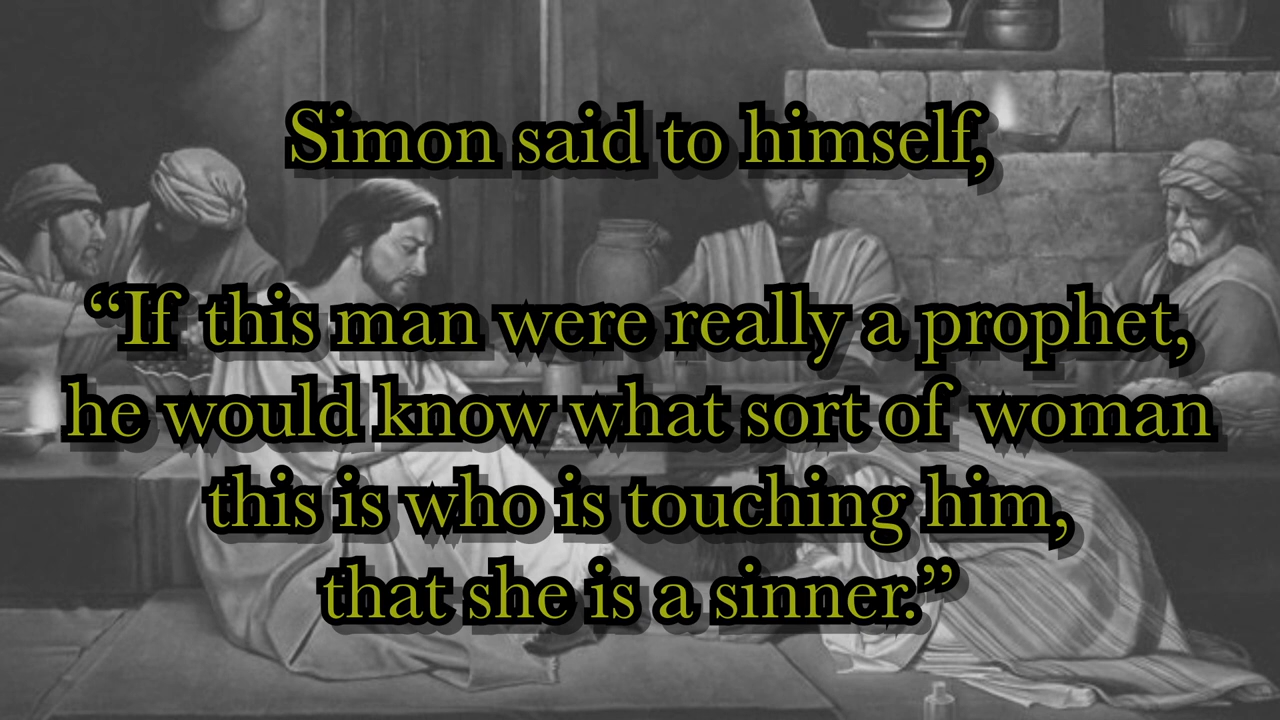 Simon said to himself,
“If this man were really a prophet,
he would know what sort of woman
this is who is touching him,
that she is a sinner.”